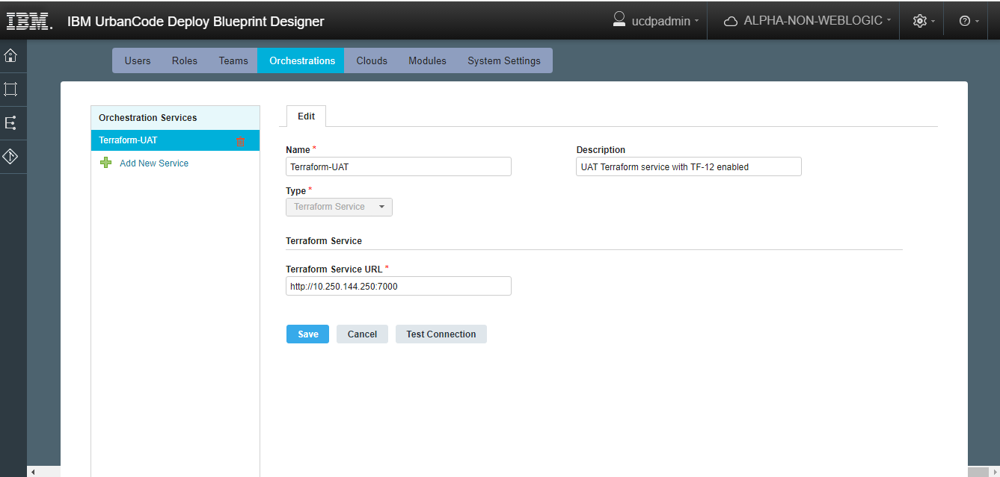 IBM. IBM UrbanCode Deploy Blueprint Designer ucdpadmin ALPHA-NON-WEBLOGIC
Users Roles Teams Orchestrations Clouds Modules System Settings
Orchestration Services
Terraform-UAT
Add New Service
Edit
Name * Description
Terraform-UAT UAT Terraform service with TF-12 enabled
Type *
Terraform Service
Terraform Service
Terraform Service URL *
http://10.250.144.250:7000
Save Cancel Test Connection